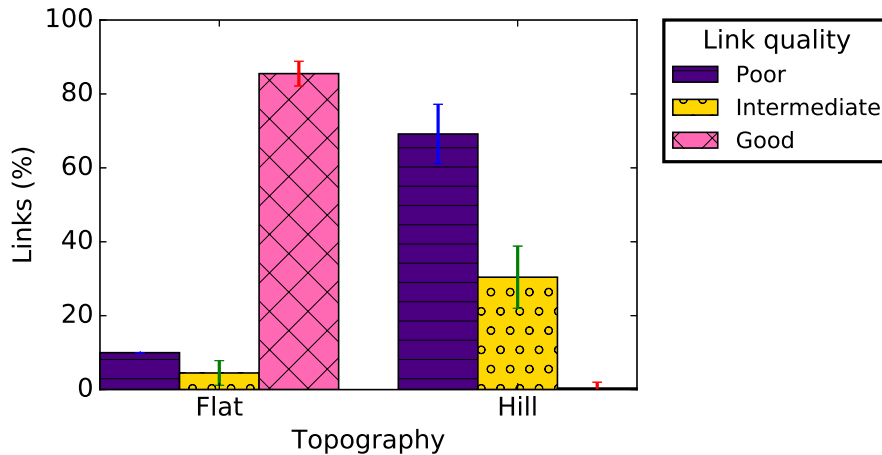 100
80
60
40
20
0
Links (%)
Flat
Hill
Topography
Link quality
Poor
Intermediate
Good